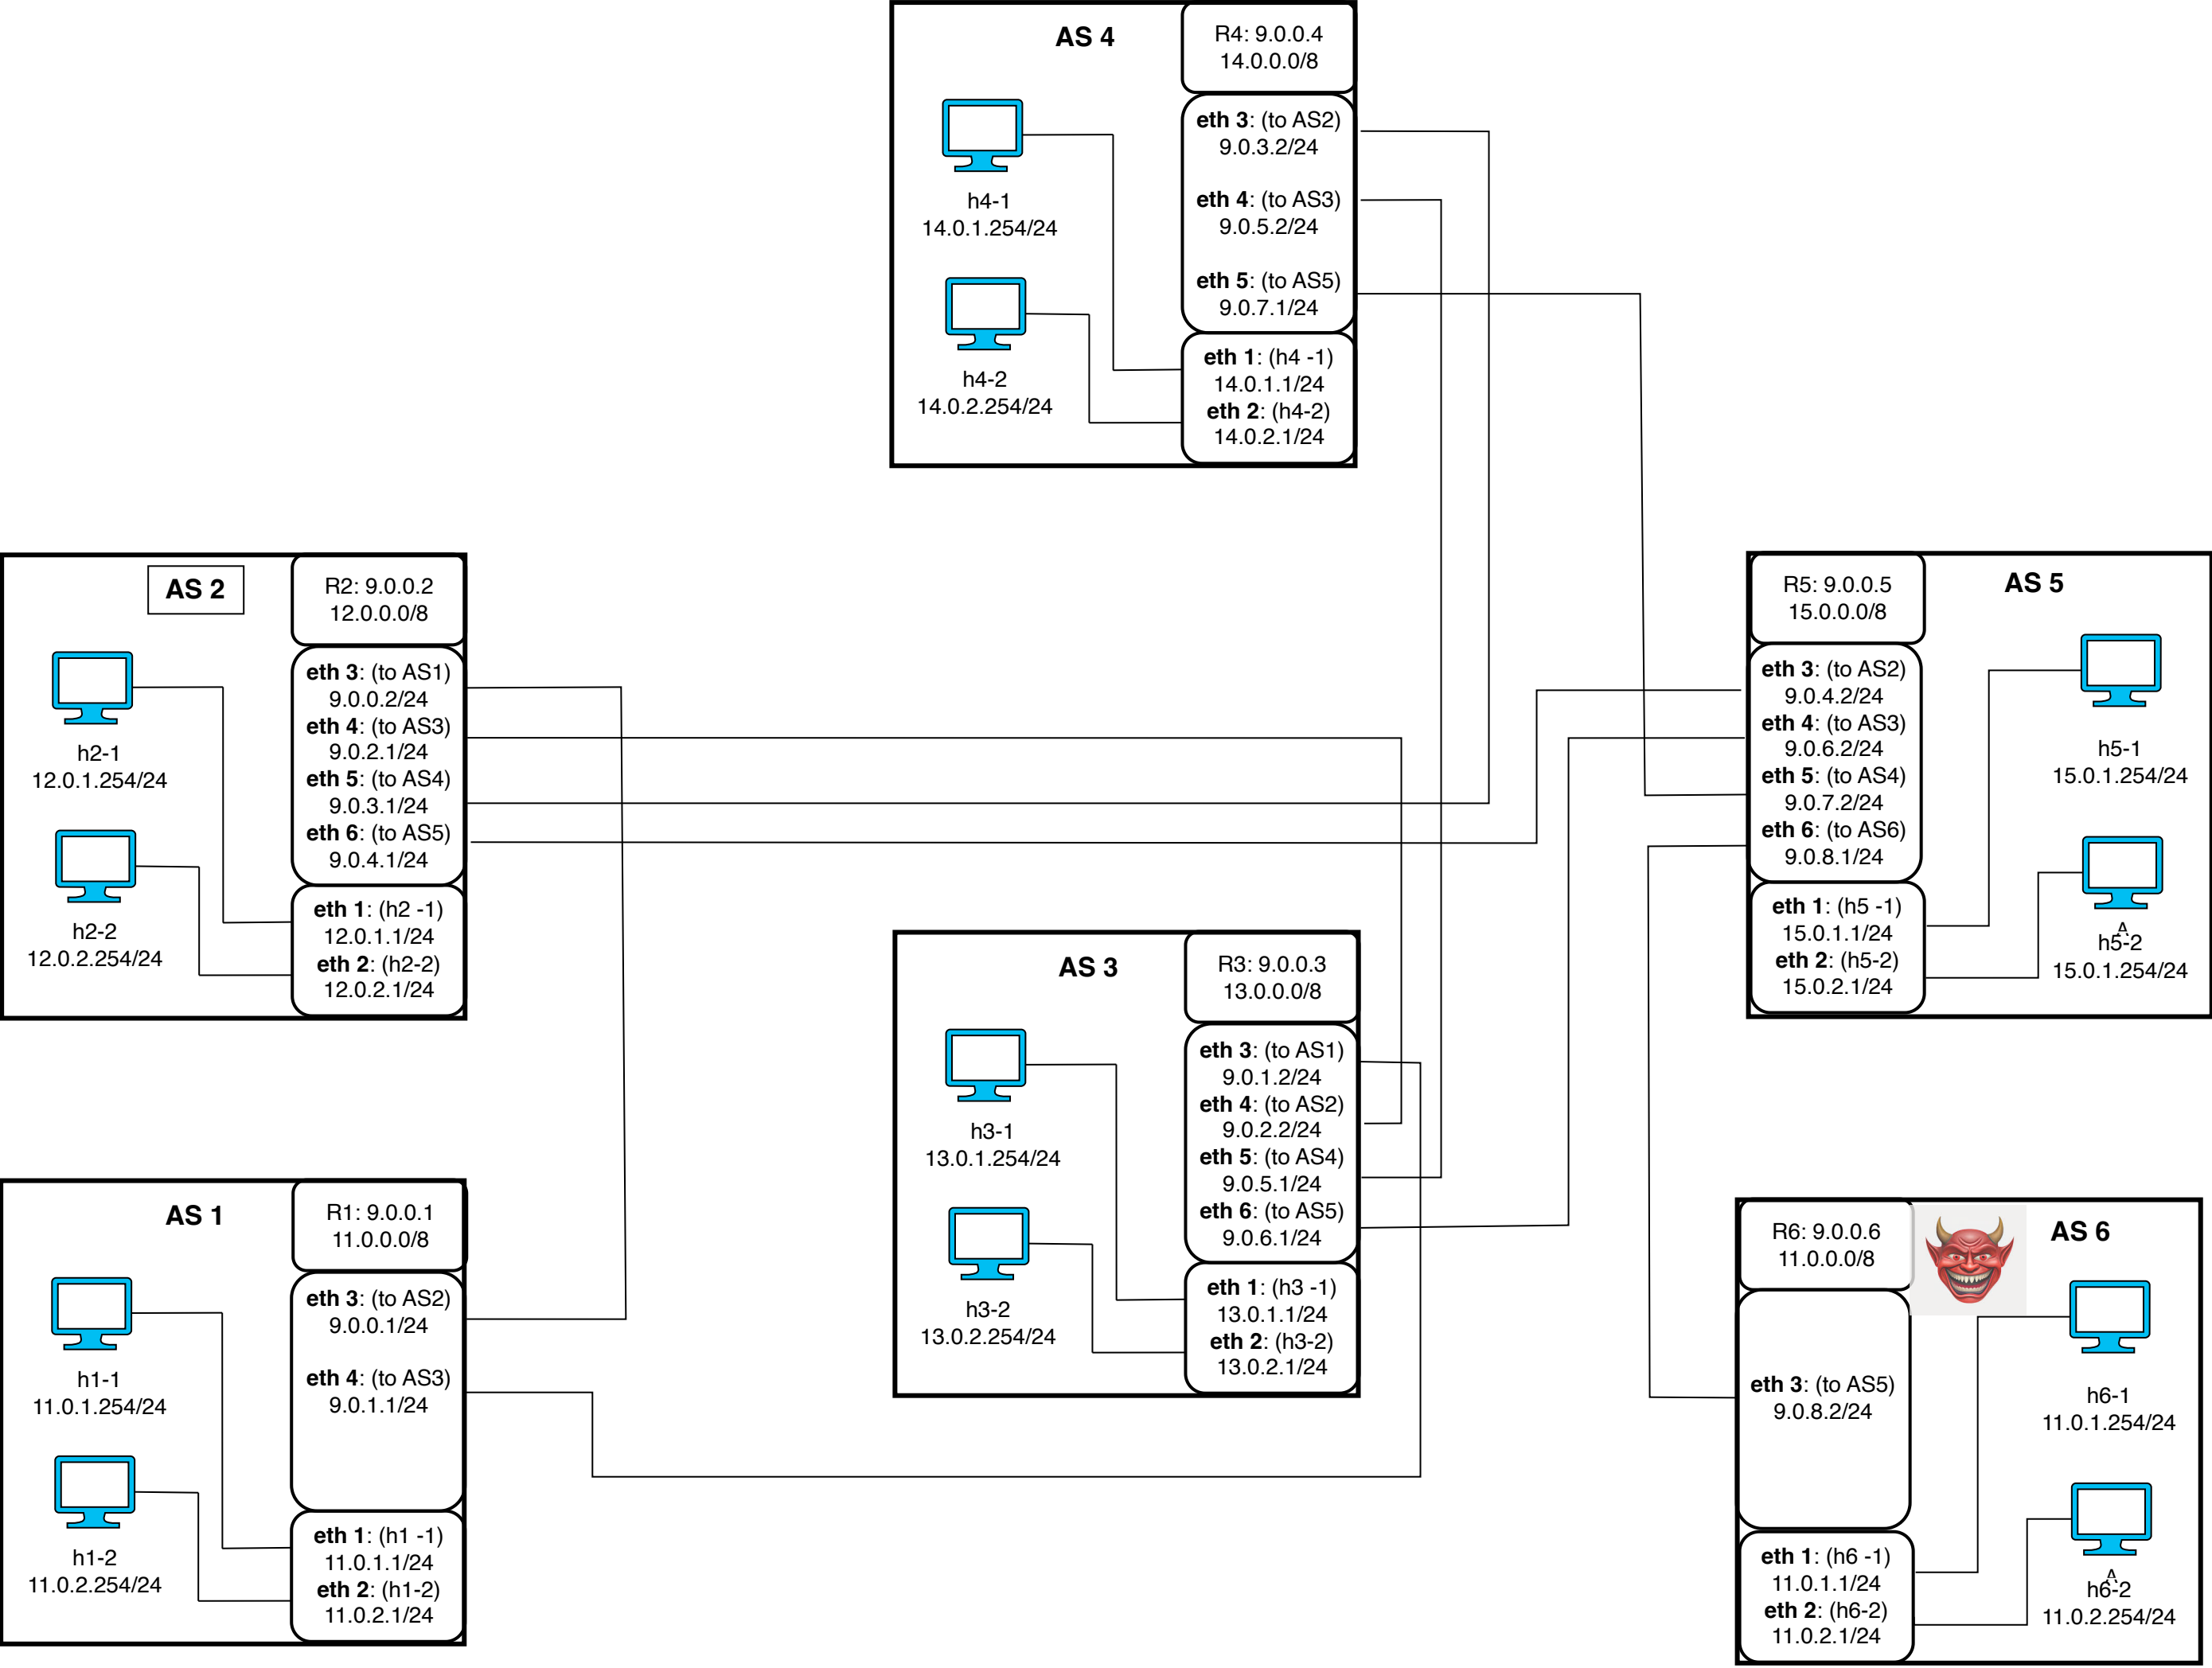 AS 4
R4: 9.0.0.4
14.0.0.0/8
eth 3: (to AS2)
9.0.3.2/24
eth 4: (to AS3)
9.0.5.2/24
eth 5: (to AS5)
9.0.7.1/24
eth 1: (h4 -1)
14.0.1.1/24
eth 2: (h4-2)
14.0.2.1/24
h4-1
14.0.1.254/24
h4-2
14.0.2.254/24
AS 2
R2: 9.0.0.2
12.0.0.0/8
eth 3: (to AS1)
9.0.0.2/24
eth 4: (to AS3)
9.0.2.1/24
eth 5: (to AS4)
9.0.3.1/24
eth 6: (to AS5)
9.0.4.1/24
eth 1: (h2 -1)
12.0.1.1/24
eth 2: (h2-2)
12.0.2.1/24
h2-1
12.0.1.254/24
h2-2
12.0.2.254/24
R5: 9.0.0.5
15.0.0.0/8
AS 5
eth 3: (to AS2)
9.0.4.2/24
eth 4: (to AS3)
9.0.6.2/24
eth 5: (to AS4)
9.0.7.2/24
eth 6: (to AS6)
9.0.8.1/24
eth 1: (h5 -1)
15.0.1.1/24
eth 2: (h5-2)
15.0.2.1/24
h5-1
15.0.1.254/24
h5-2
15.0.1.254/24
AS 3
R3: 9.0.0.3
13.0.0.0/8
eth 3: (to AS1)
9.0.1.2/24
eth 4: (to AS2)
9.0.2.2/24
eth 5: (to AS4)
9.0.5.1/24
eth 6: (to AS5)
9.0.6.1/24
eth 1: (h3 -1)
13.0.1.1/24
eth 2: (h3-2)
13.0.2.1/24
h3-1
13.0.1.254/24
h3-2
13.0.2.254/24
AS 1
R1: 9.0.0.1
11.0.0.0/8
eth 3: (to AS2)
9.0.0.1/24
eth 4: (to AS3)
9.0.1.1/24
eth 1: (h1 -1)
11.0.1.1/24
eth 2: (h1-2)
11.0.2.1/24
h1-1
11.0.1.254/24
h1-2
11.0.2.254/24
R6: 9.0.0.6
11.0.0.0/8
AS 6
eth 3: (to AS5)
9.0.8.2/24
eth 1: (h6 -1)
11.0.1.1/24
eth 2: (h6-2)
11.0.2.1/24
h6-1
11.0.1.254/24
h6-2
11.0.2.254/24